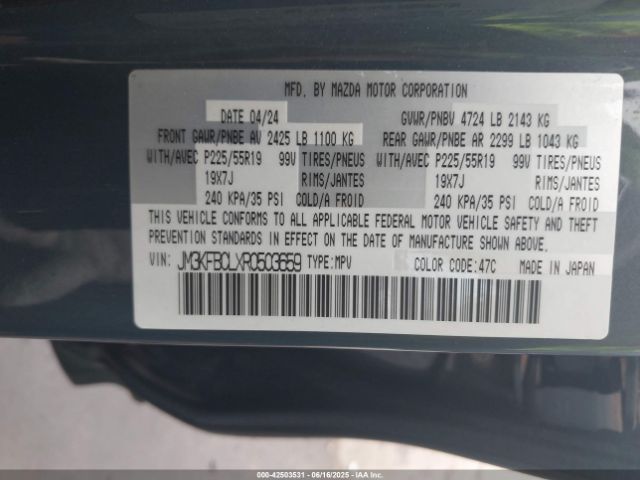 MFD. BY MAZDA MOTOR CORPORATION
DATE 04/24 GVWR/PNBV 4724 LB 2143 KG
FRONT GAWR/PNBE AV 2425 LB 1100 KG REAR GAWR/PNBE AR 2299 LB 1043 KG
WITH/AVEC P225/55R19 99V TIRES/PNEUS WITH/AVEC P225/55R19 99V TIRES/PNEUS
19X7J RIMS/JANTES 19X7J RIMS/JANTES
240 KPA/35 PSI COLD/A FROID 240 KPA/35 PSI COLD/A FROID
THIS VEHICLE CONFORMS TO ALL APPLICABLE FEDERAL MOTOR VEHICLE SAFETY AND THEFT
PREVENTION STANDARDS IN EFFECT ON THE DATE OF MANUFACTURE SHOWN ABOVE.
VIN: JM3KFBCLXR0503659 TYPE:MPV COLOR CODE:47C MADE IN JAPAN
000-42503531 - 06/16/2025 - IAAI.COM